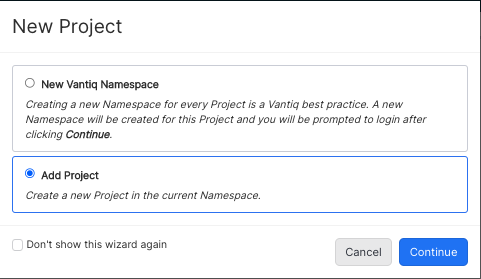 New Project
New Vantiq Namespace
Creating a new Namespace for every Project is a Vantiq best practice. A new
Namespace will be created for this Project and you will be prompted to login after
clicking Continue.
Add Project
Create a new Project in the current Namespace.
Don't show this wizard again
Cancel
Continue